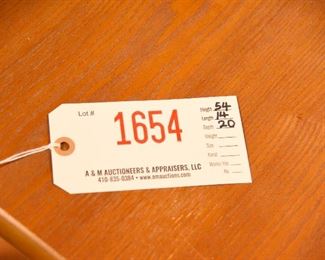 Lot #
1654
Height 54
Length 14
Depth 20
Weight
Size
A & M AUCTIONEERS & APPRAISERS, LLC
410-835-0384 • www.amauctions.com